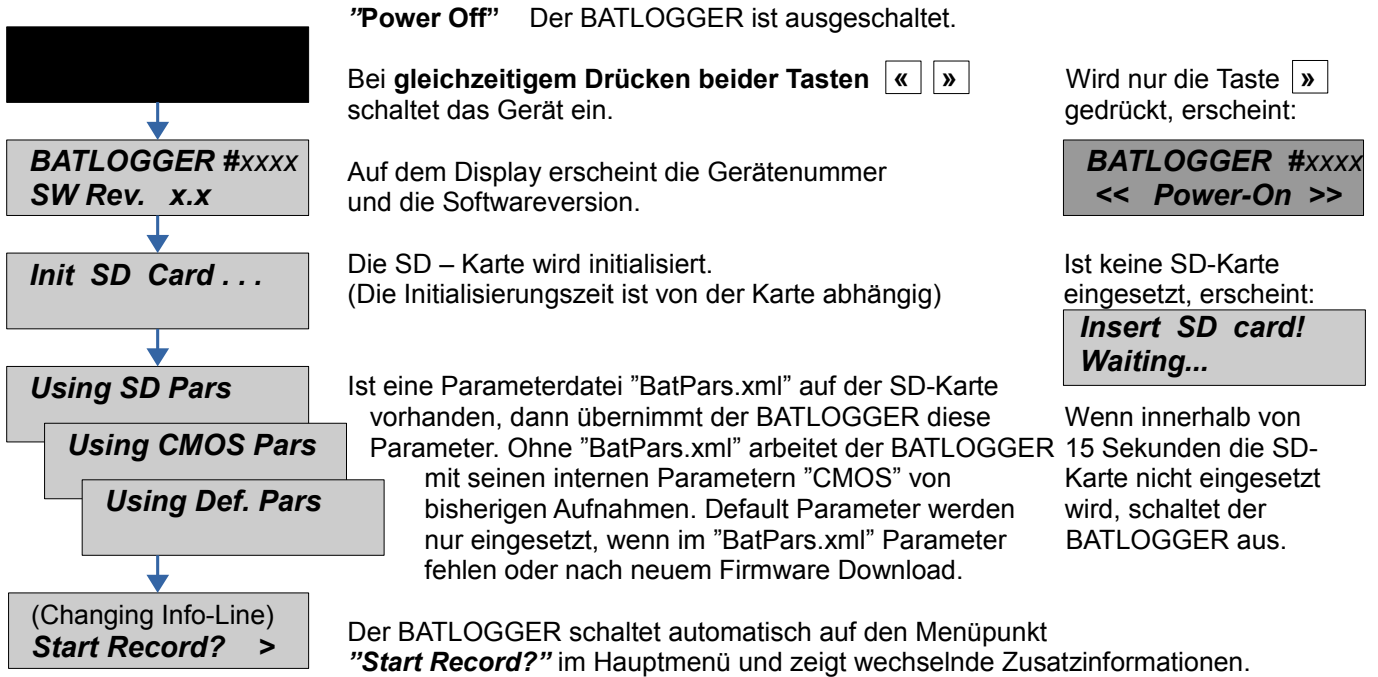 ”Power Off”    Der BATLOGGER ist ausgeschaltet.
Bei gleichzeitigem Drücken beider Tasten « »
schaltet das Gerät ein.
Wird nur die Taste »
gedrückt, erscheint:
BATLOGGER #xxxx
SW Rev.   x.x
Auf dem Display erscheint die Gerätenummer
und die Softwareversion.
BATLOGGER #xxxx
<<  Power-On  >>
Init  SD  Card . . .
Die SD – Karte wird initialisiert.
(Die Initialisierungszeit ist von der Karte abhängig)
Ist keine SD-Karte
eingesetzt, erscheint:
Insert  SD  card!
Waiting...
Using SD Pars
Using CMOS Pars
Using Def. Pars
Ist eine Parameterdatei ”BatPars.xml” auf der SD-Karte
vorhanden, dann übernimmt der BATLOGGER diese
Parameter. Ohne ”BatPars.xml” arbeitet der BATLOGGER
mit seinen internen Parametern ”CMOS” von
bisherigen Aufnahmen. Default Parameter werden
nur eingesetzt, wenn im ”BatPars.xml” Parameter
fehlen oder nach neuem Firmware Download.
Wenn innerhalb von
15 Sekunden die SD-
Karte nicht eingesetzt
wird, schaltet der
BATLOGGER aus.
(Changing Info-Line)
Start Record?   >
Der BATLOGGER schaltet automatisch auf den Menüpunkt
”Start Record?” im Hauptmenü und zeigt wechselnde Zusatzinformationen.